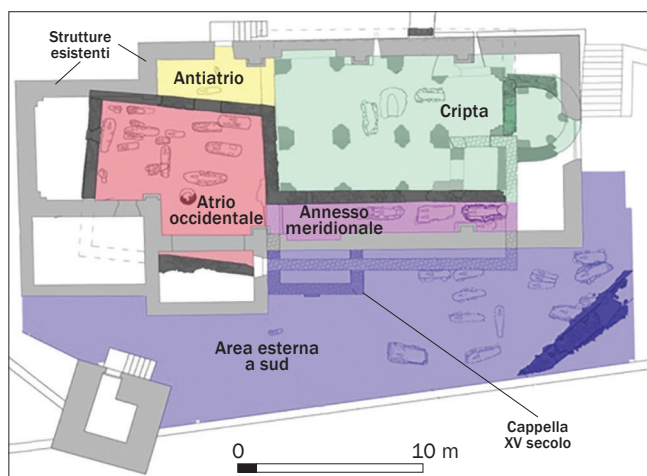 Strutture
esistenti
Antiatrio
Cripta
Atrio
occidentale
Annesso
meridionale
Area esterna
a sud
Cappella
XV secolo
0 10 m